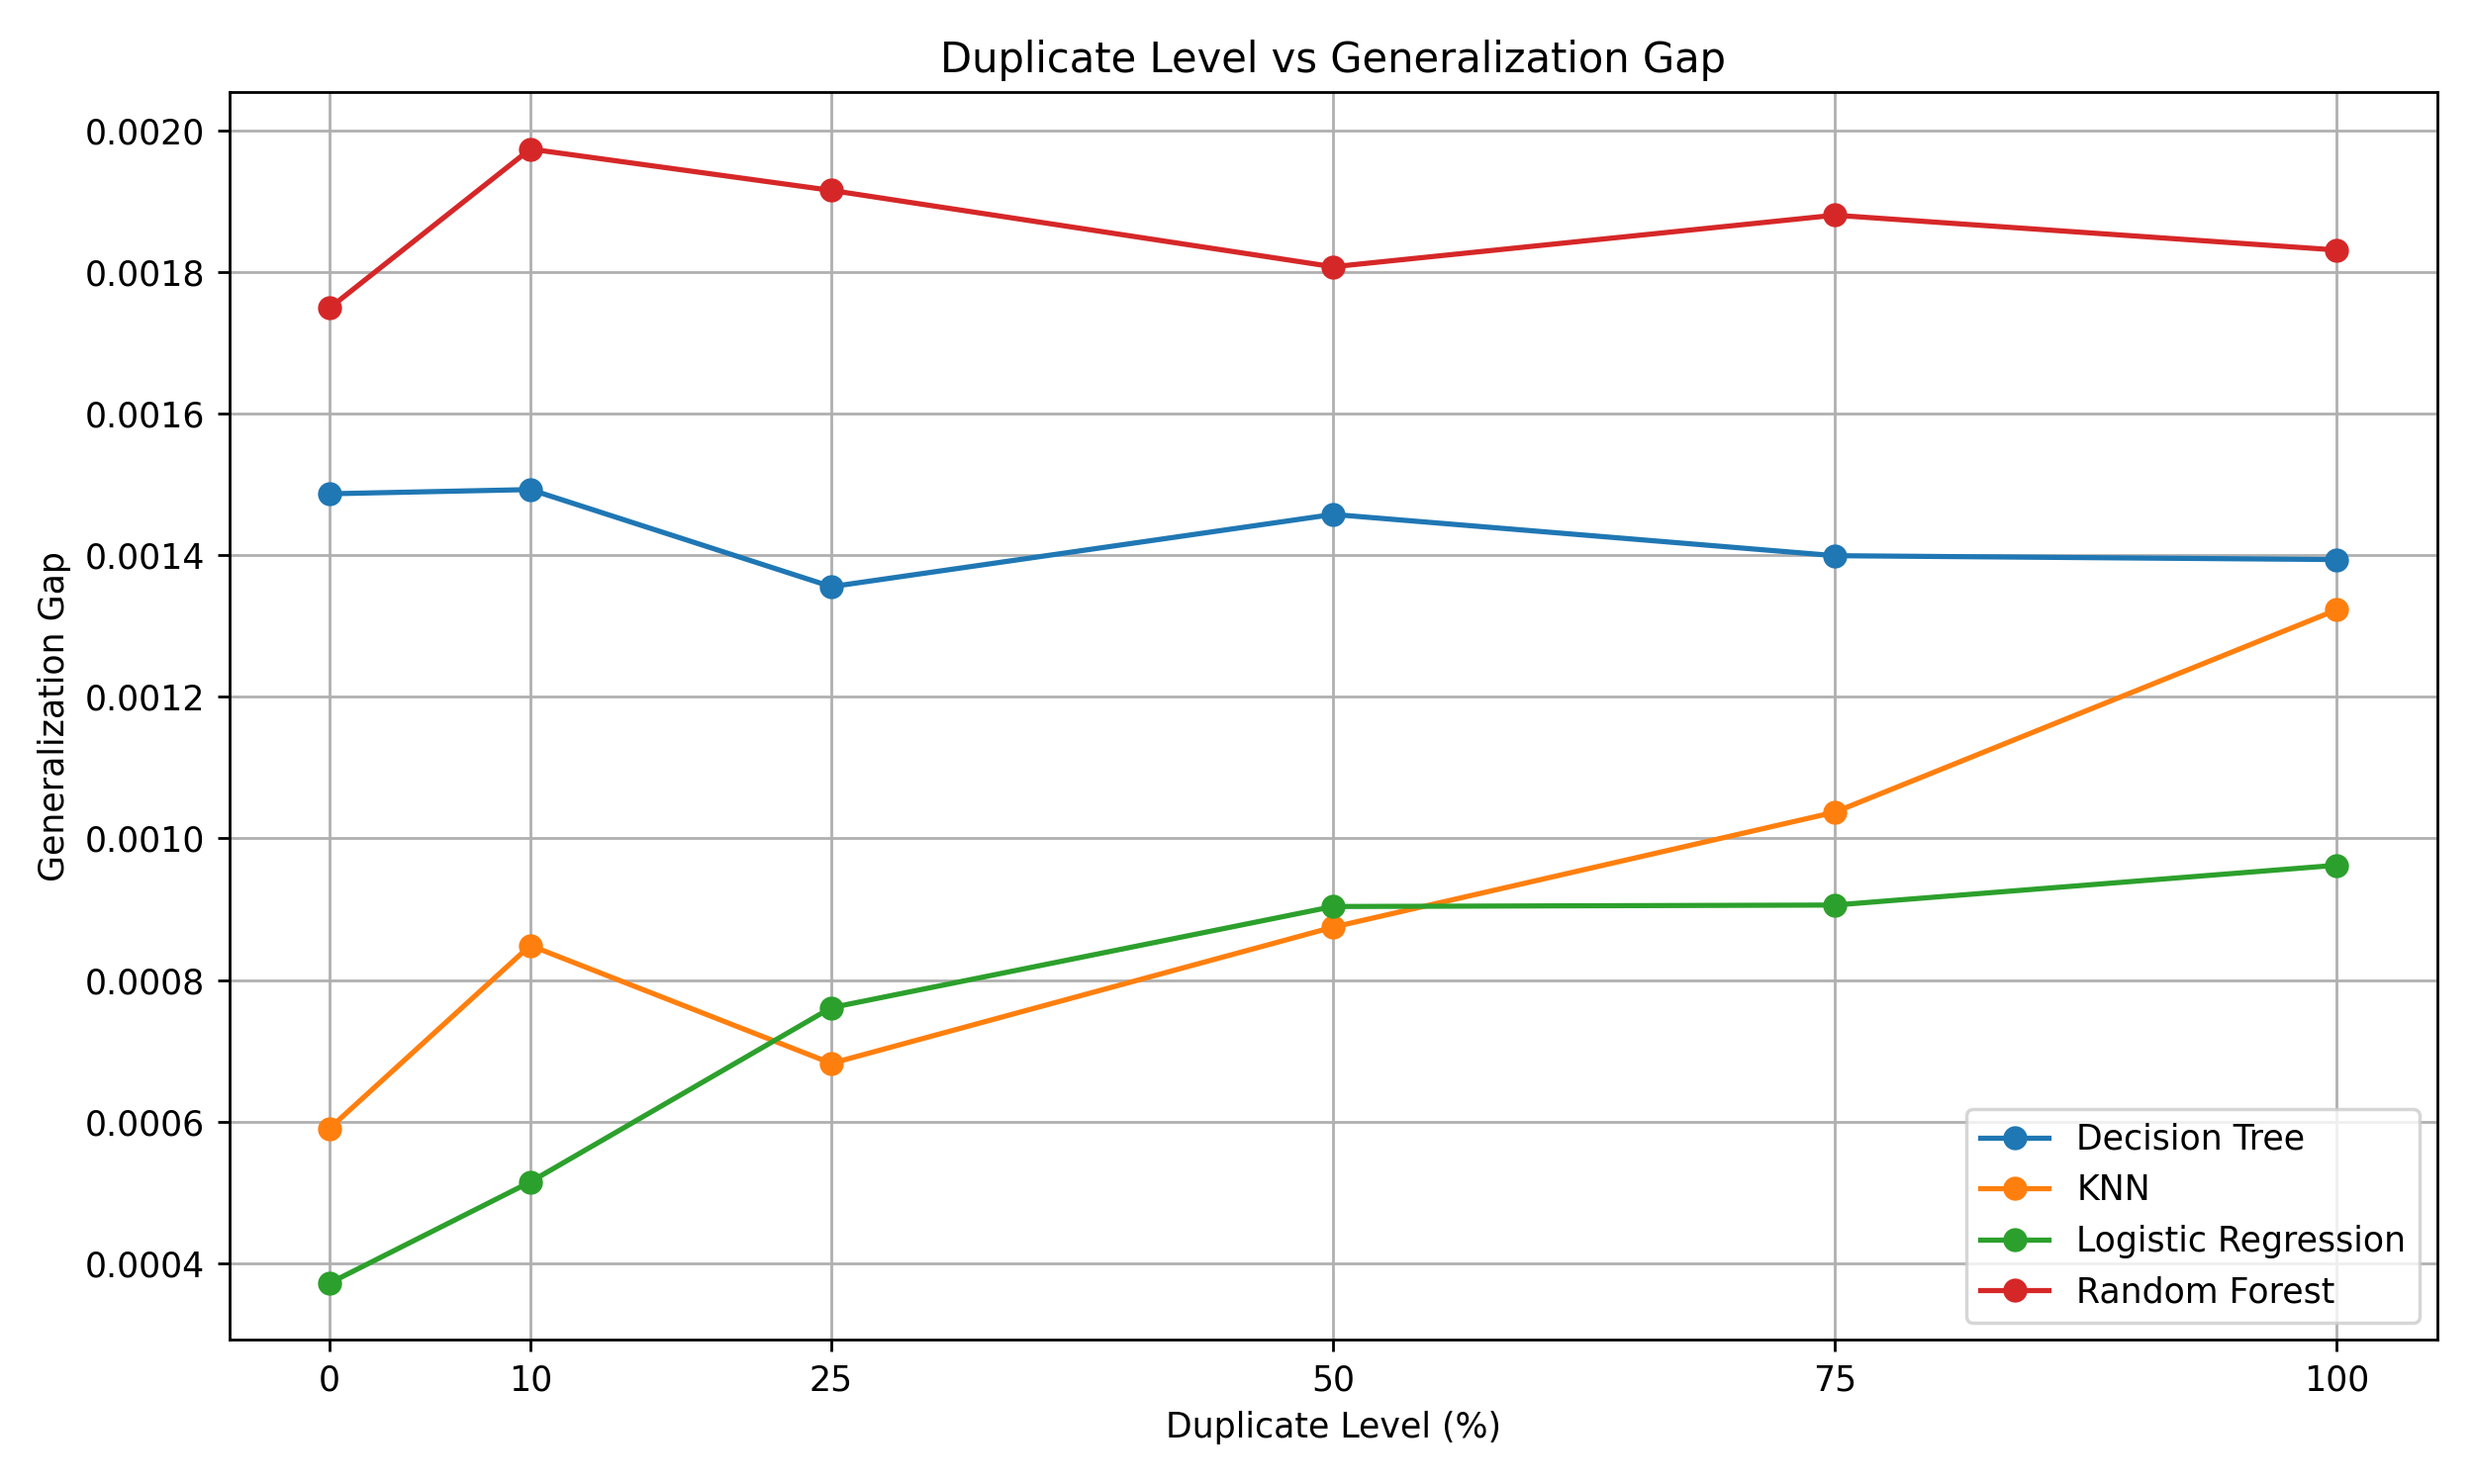 Duplicate Level vs Generalization Gap
Generalization Gap
0.0020
0.0018
0.0016
0.0014
0.0012
0.0010
0.0008
0.0006
0.0004
Decision Tree
KNN
Logistic Regression
Random Forest
0 10 25 50 75 100
Duplicate Level (%)